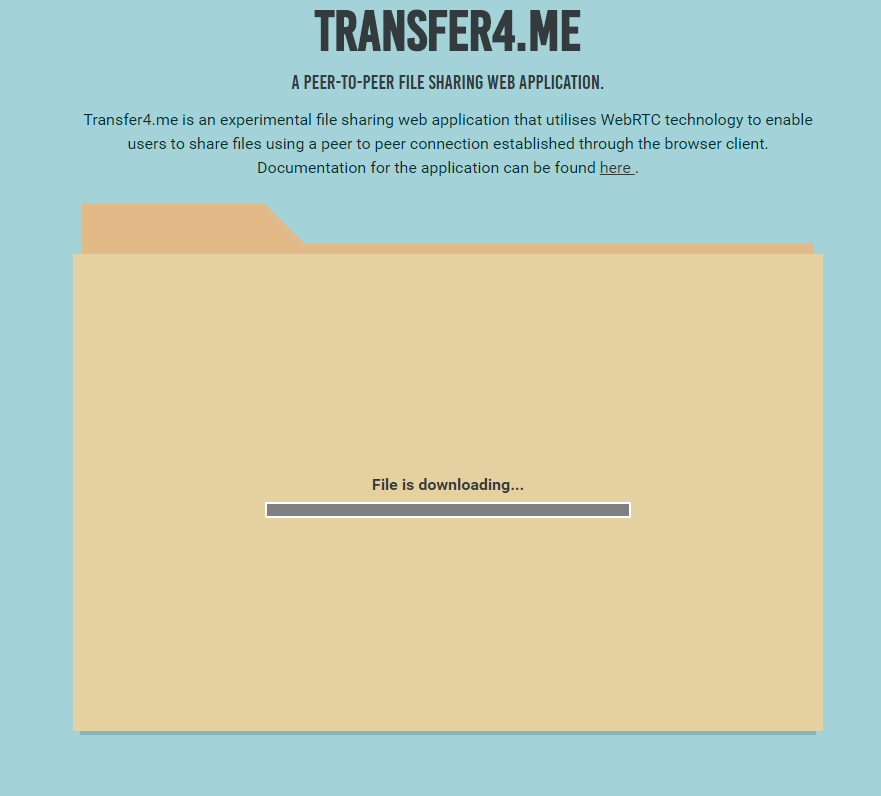 TRANSFER4.ME
A PEER-TO-PEER FILE SHARING WEB APPLICATION.
Transfer4.me is an experimental file sharing web application that utilises WebRTC technology to enable
users to share files using a peer to peer connection established through the browser client.
Documentation for the application can be found here .
File is downloading...